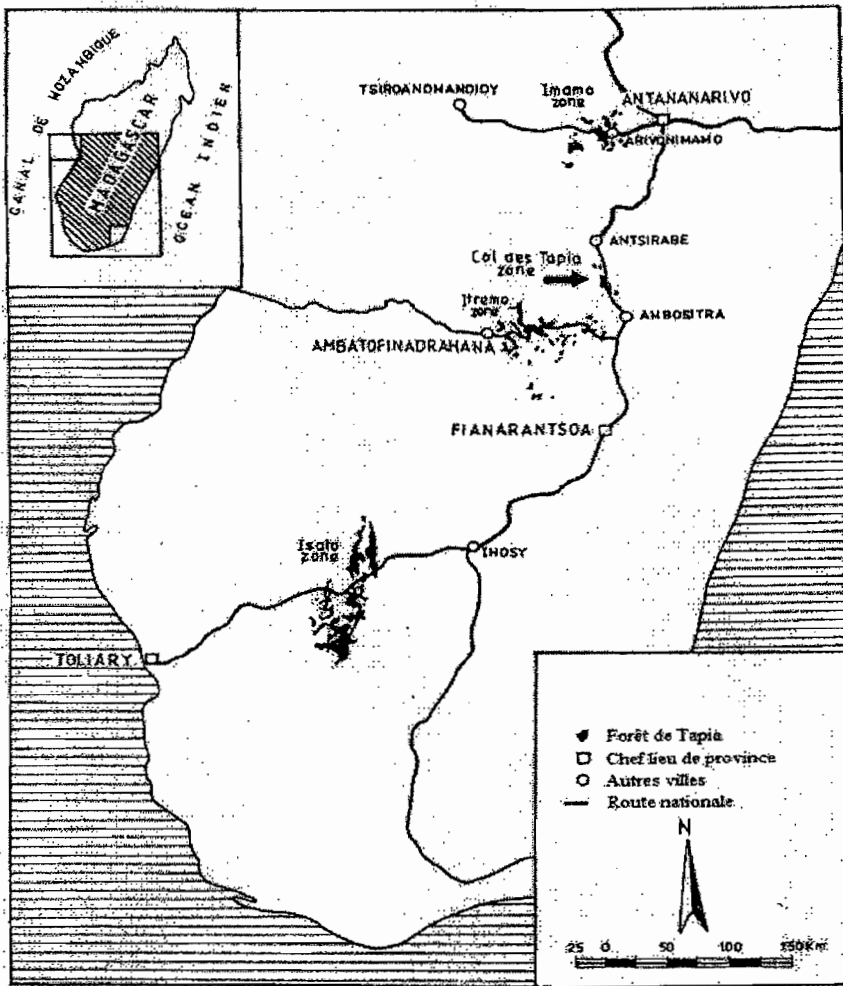 CANAL DE MOZAMBIQUE
MADAGASCAR
OCEAN INDIEN
TSIROANOMANDIDY
Imamo
zone
ANTANANARIVO
ARIVONIMAMO
ANTSIRABE
Col des Tapia
zone
Itremo
zone
AMBOSITRA
AMBATOFINADRAHANA
FIANARANTSOA
Isalo
zone
IHOSY
TOLIARY
Forêt de Tapia
Chef lieu de province
Autres villes
Route nationale
N
25 0 50 100 150Km